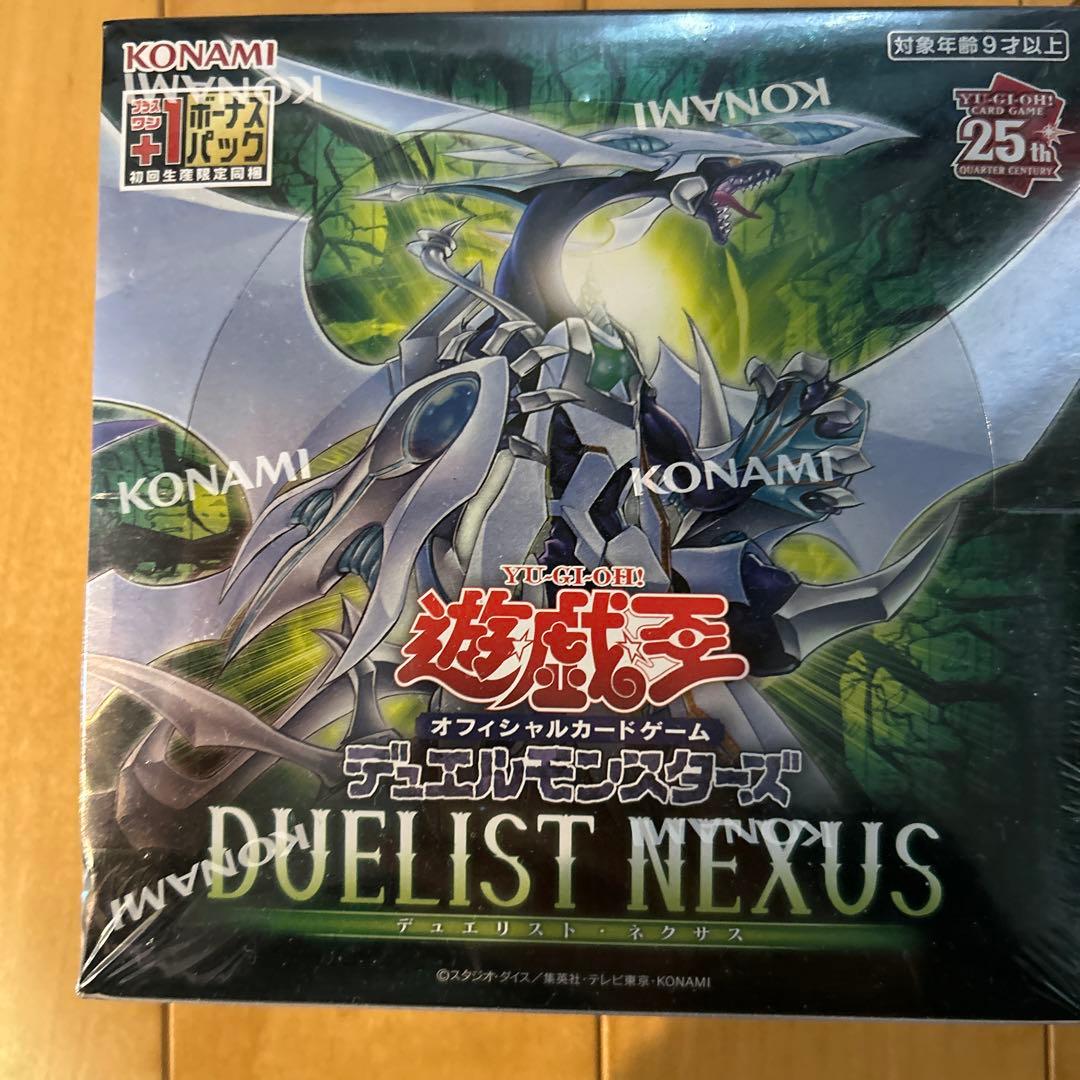 KONAMI
対象年齢9才以上
KONAMI
KONAMI
プラスワン
+1
ボーナス
パック
初回生産限定同梱
YU-GI-OH!
CARD GAME
25th
QUARTER CENTURY
KONAMI
KONAMI
YU-GI-OH!
遊☆戯☆王
オフィシャルカードゲーム
デュエルモンスターズ
KONAMI
KONAMI
DUELIST NEXUS
デュエリスト・ネクサス
©スタジオ・ダイス/集英社・テレビ東京・KONAMI